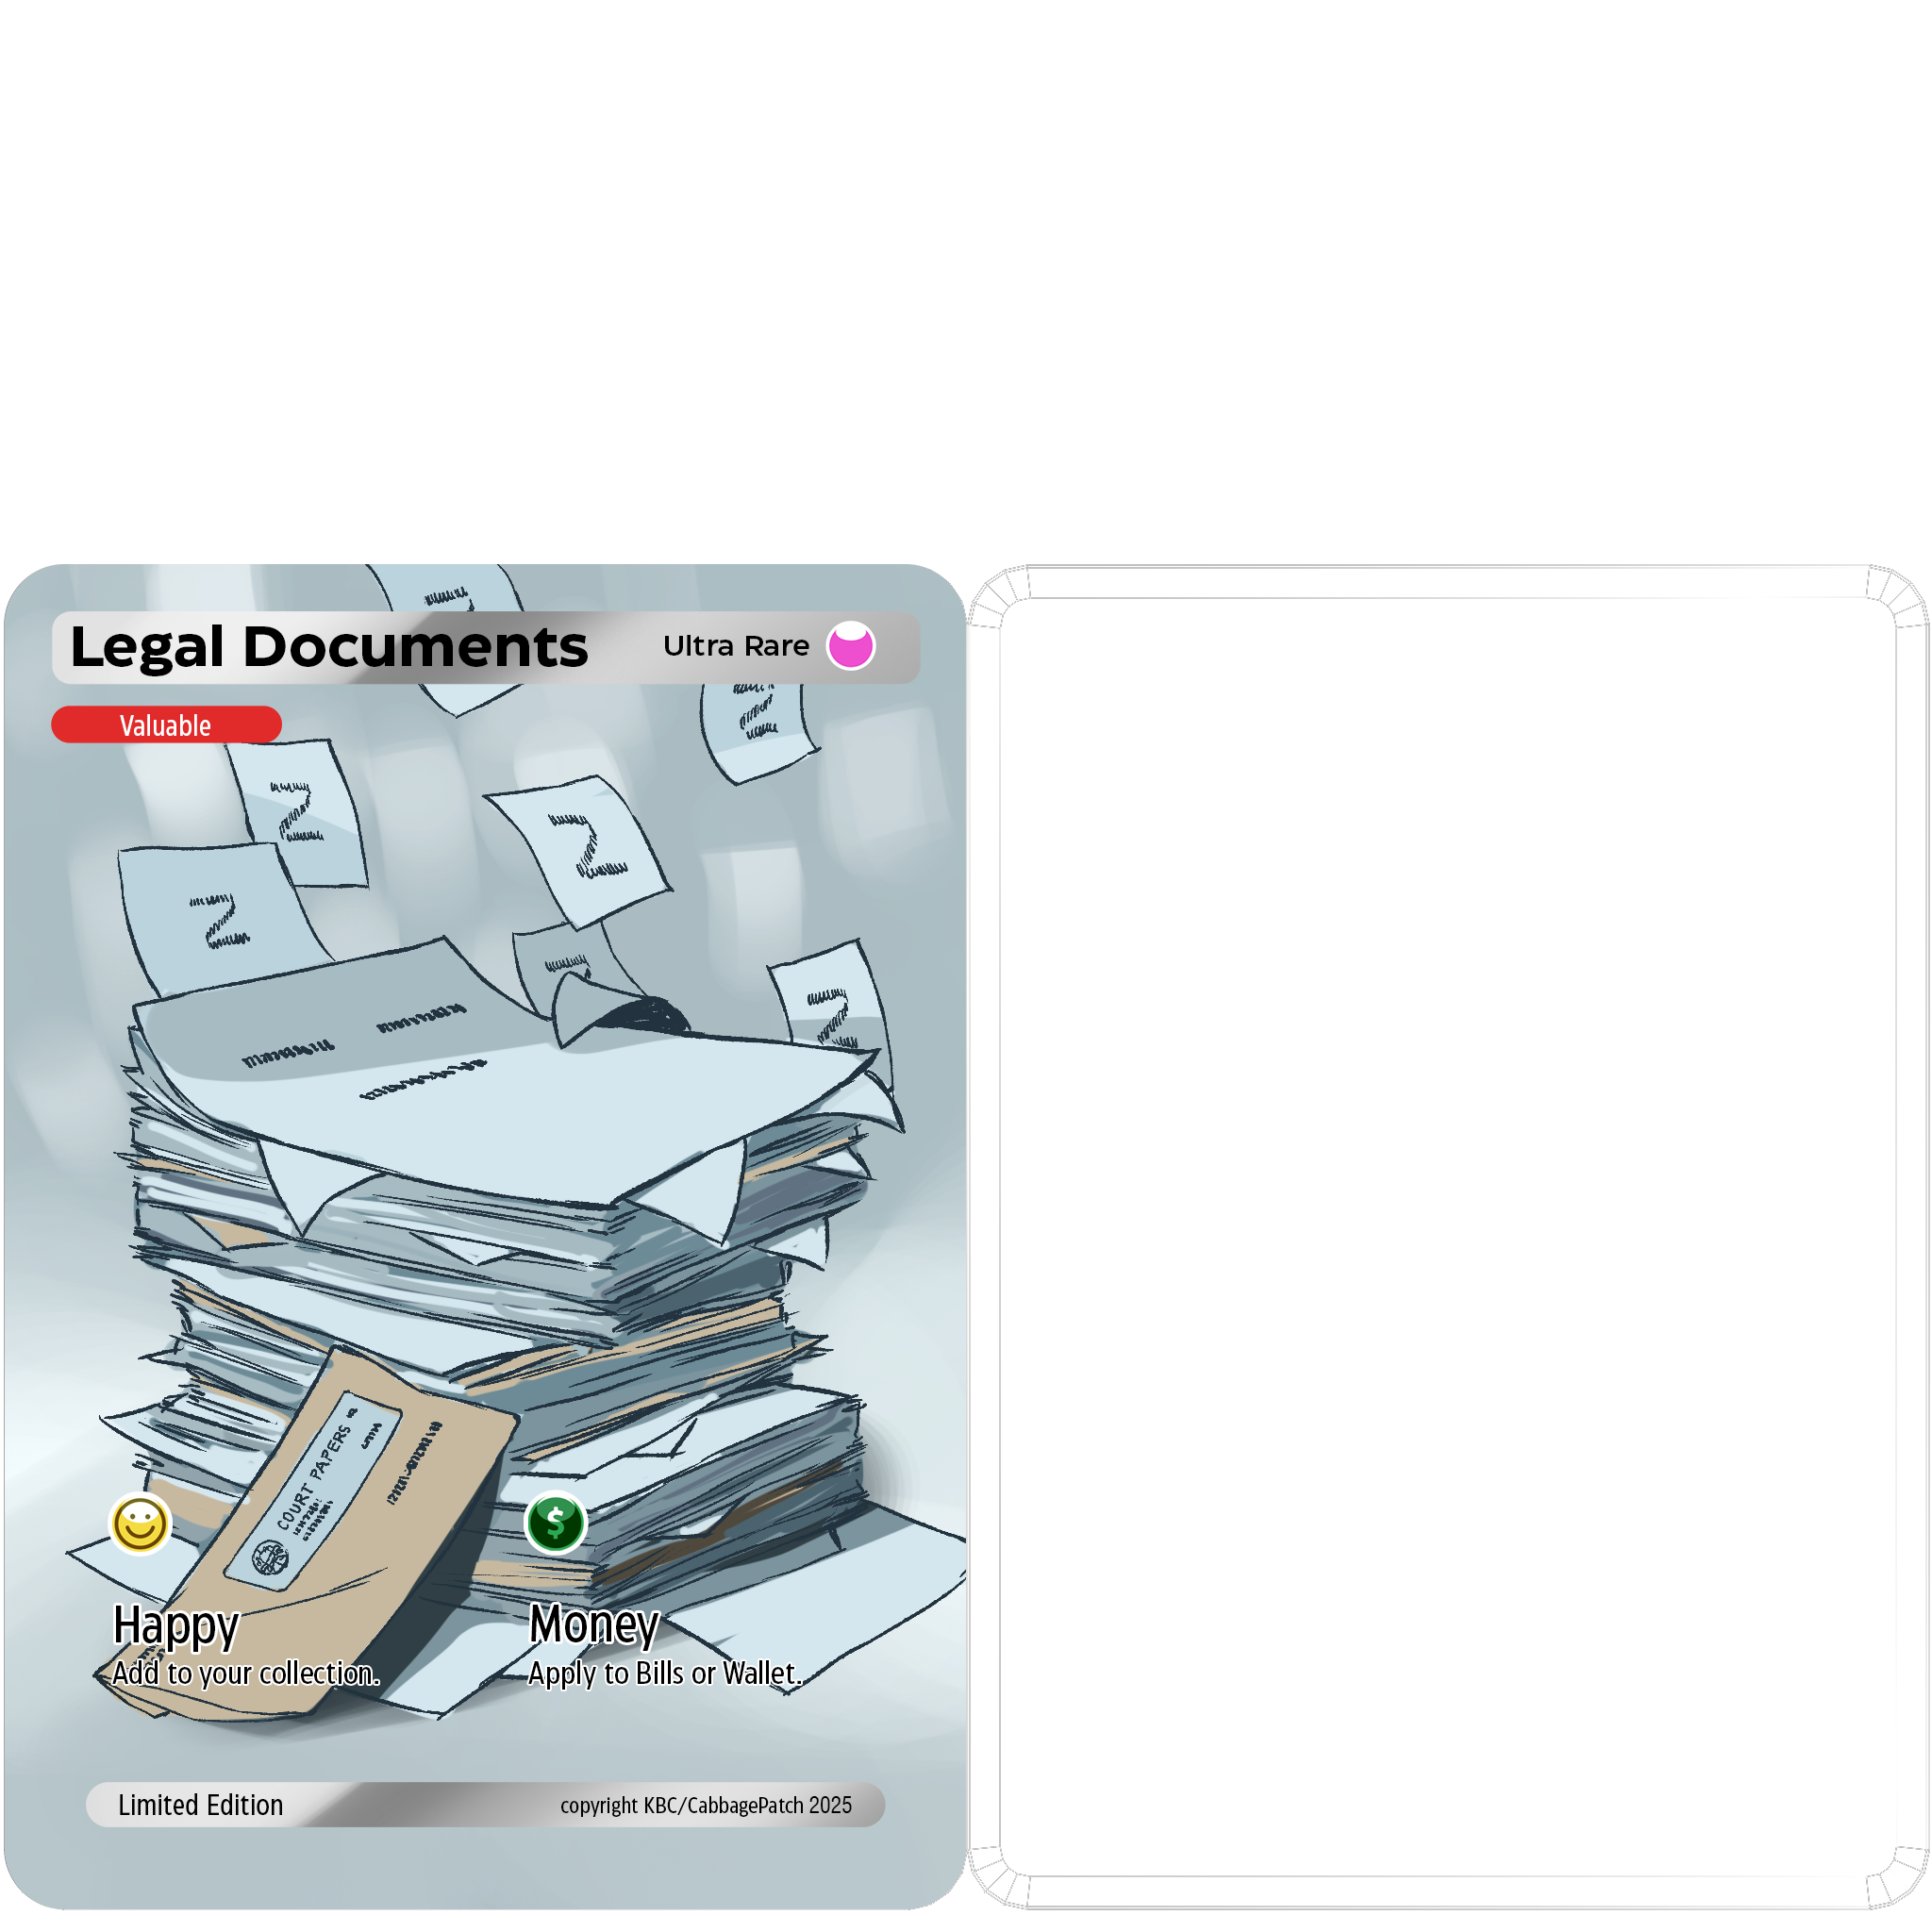 Legal Documents
Ultra Rare
Valuable
Z
Z
Z
Z
Z
COURT PAPERS
$
Happy
Add to your collection.
Money
Apply to Bills or Wallet.
Limited Edition
copyright KBC/CabbagePatch 2025